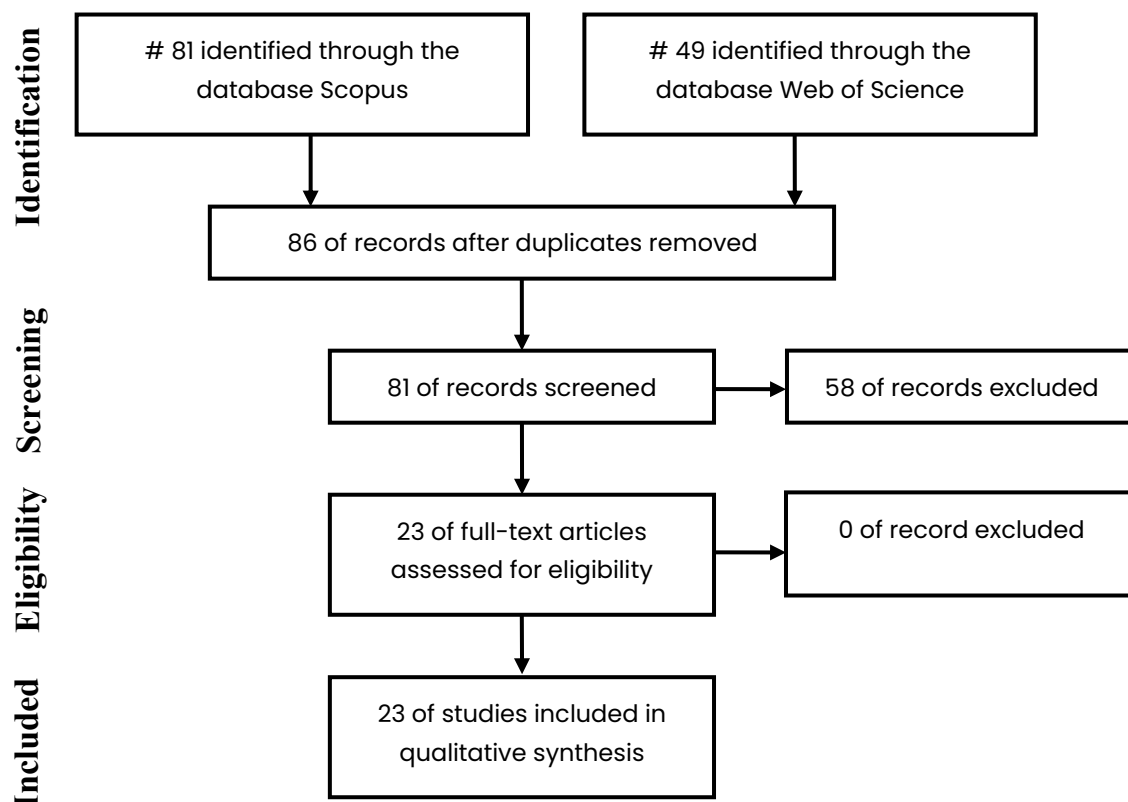 Identification
# 81 identified through the
database Scopus
# 49 identified through the
database Web of Science
86 of records after duplicates removed
Screening
81 of records screened
58 of records excluded
Eligibility
23 of full-text articles
assessed for eligibility
0 of record excluded
Included
23 of studies included in
qualitative synthesis